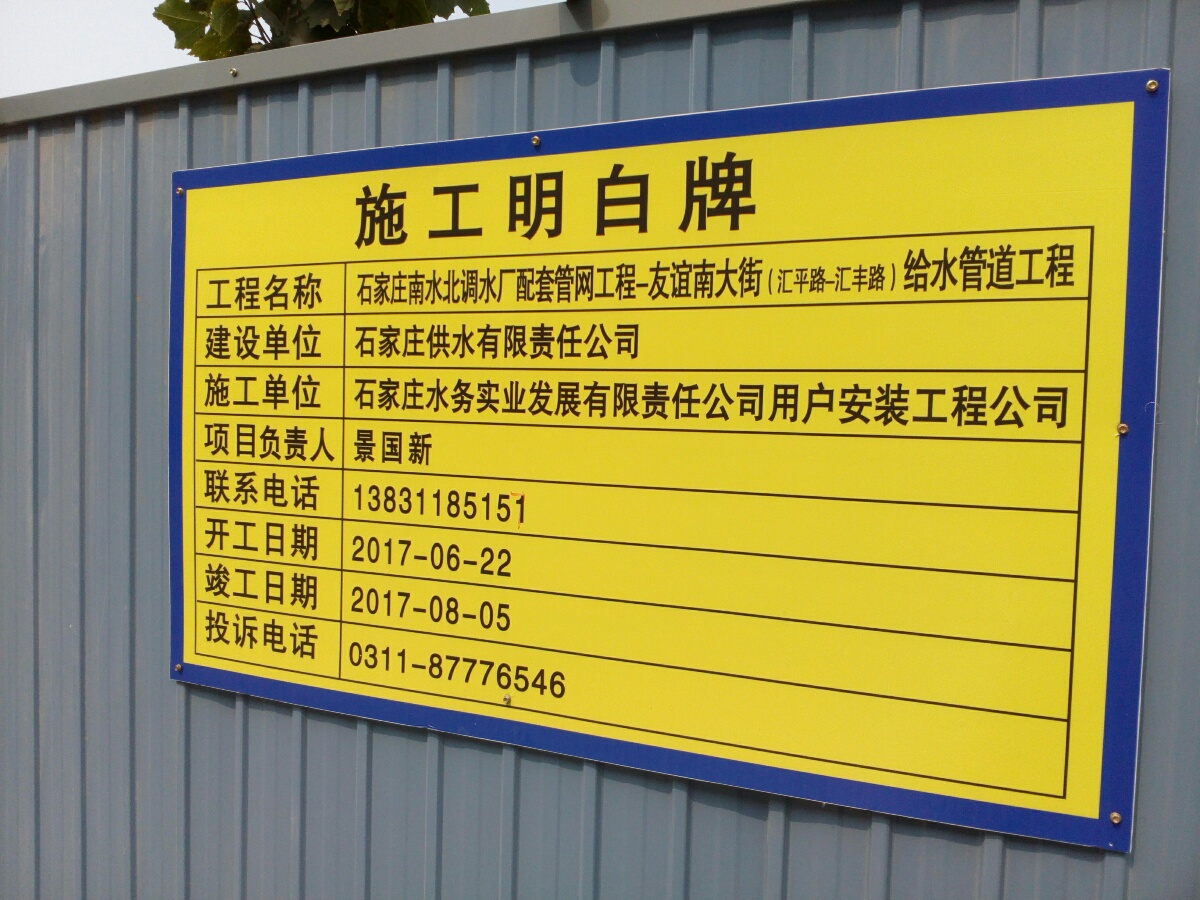 施工明白牌
工程名称 石家庄南水北调水厂配套管网工程-友谊南大街(汇平路-汇丰路)给水管道工程
建设单位 石家庄供水有限责任公司
施工单位 石家庄水务实业发展有限责任公司用户安装工程公司
项目负责人 景国新
联系电话 13831185151
开工日期 2017-06-22
竣工日期 2017-08-05
投诉电话 0311-87776546